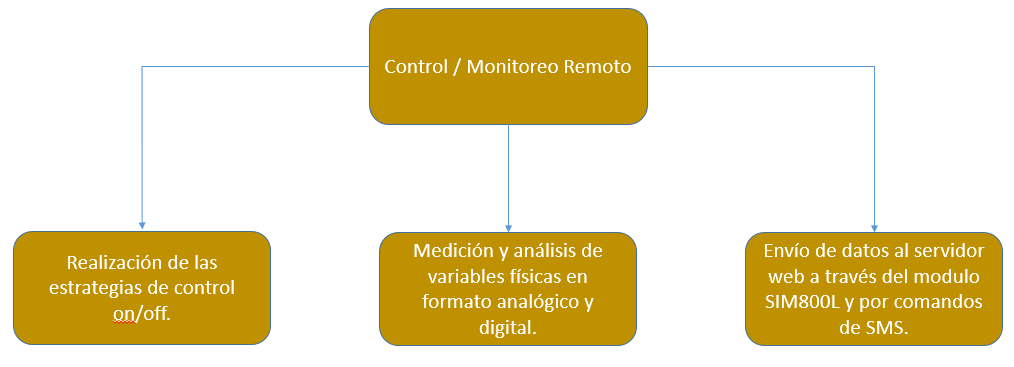 Control / Monitoreo Remoto
Realización de las
estrategias de control
on/off.
Medición y análisis de
variables físicas en
formato analógico y
digital.
Envío de datos al servidor
web a través del modulo
SIM800L y por comandos
de SMS.